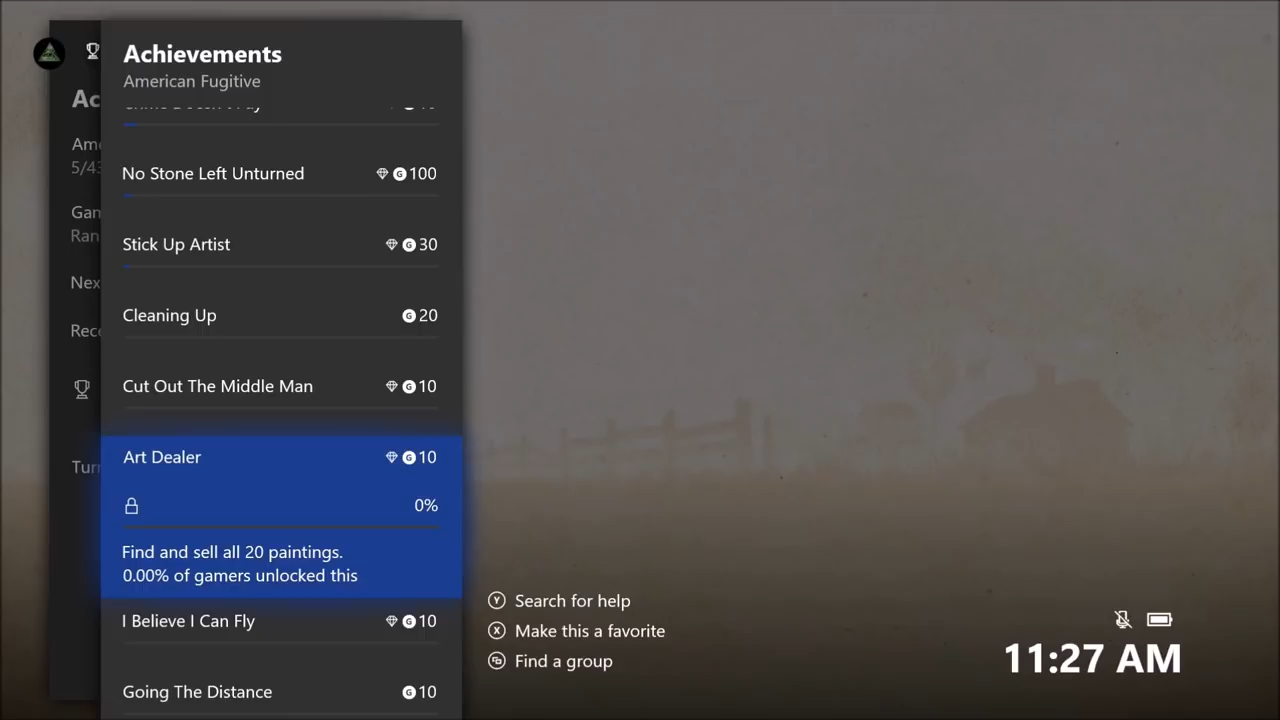 Achievements
American Fugitive
No Stone Left Unturned 100
Stick Up Artist 30
Cleaning Up 20
Cut Out The Middle Man 10
Art Dealer 10
0%
Find and sell all 20 paintings.
0.00% of gamers unlocked this
I Believe I Can Fly 10
Going The Distance 10
Search for help
Make this a favorite
Find a group
11:27 AM